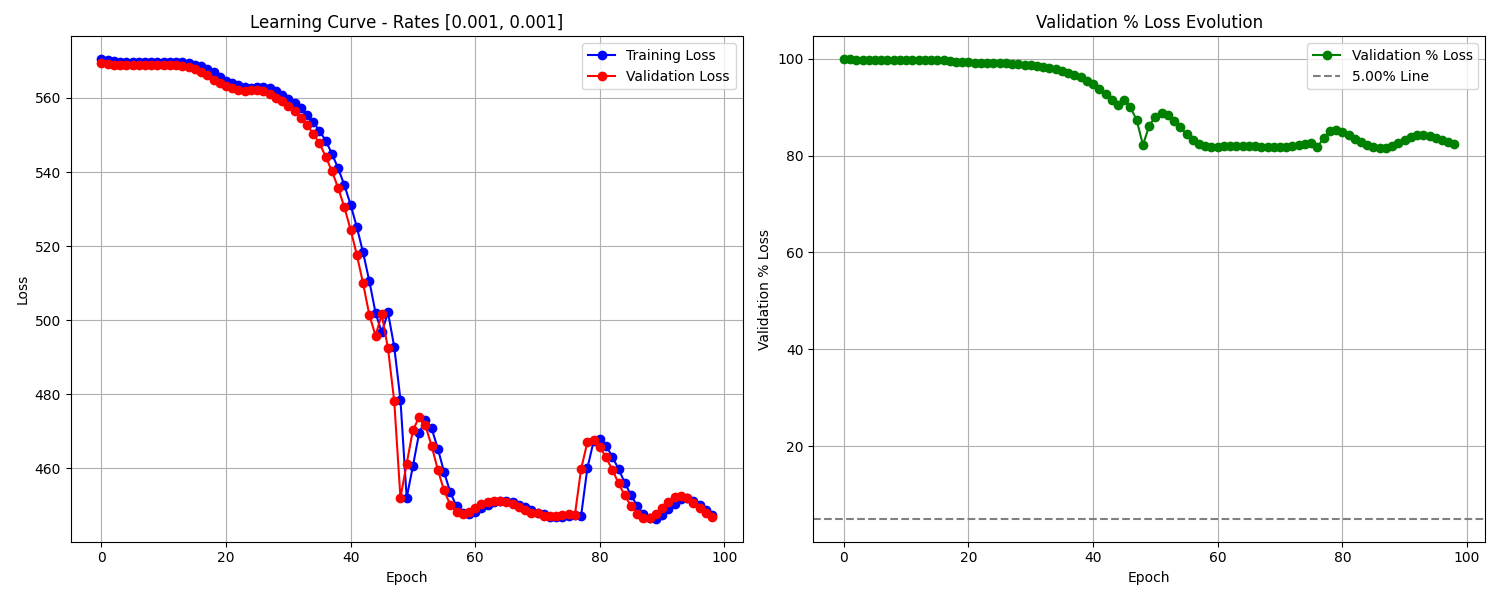 Learning Curve - Rates [0.001, 0.001]
Loss
560
540
520
500
480
460
0
20
40
60
80
100
Epoch
Training Loss
Validation Loss
Validation % Loss Evolution
Validation % Loss
100
80
60
40
20
0
20
40
60
80
100
Epoch
Validation % Loss
5.00% Line